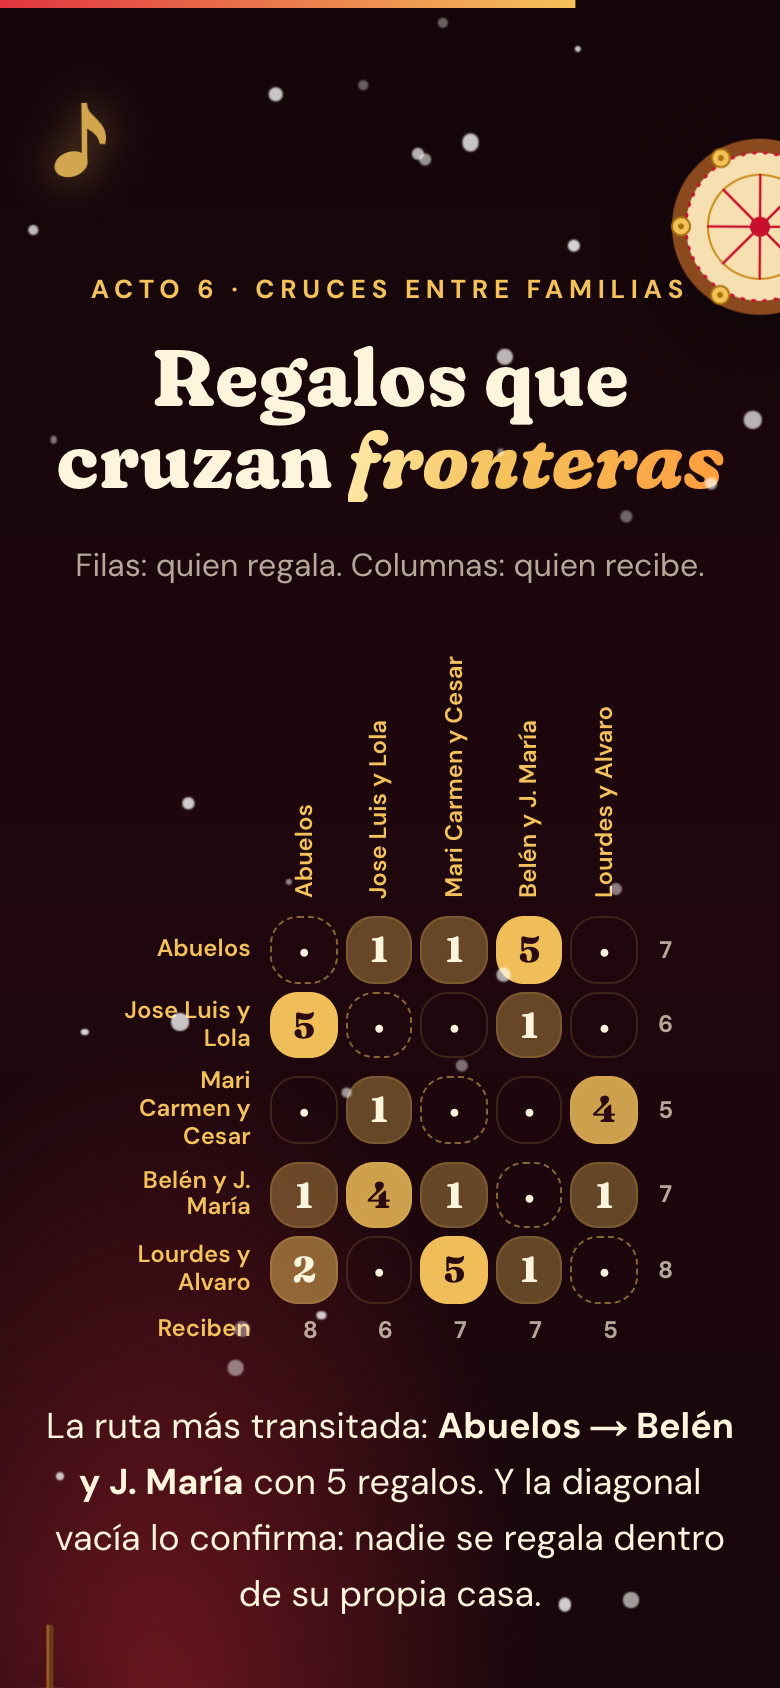 ACTO 6 · CRUCES ENTRE FAMILIAS
Regalos que
cruzan fronteras
Filas: quien regala. Columnas: quien recibe.
Abuelos
Jose Luis y Lola
Mari Carmen y Cesar
Belén y J. María
Lourdes y Alvaro
Abuelos · 1 1 5 · 7
Jose Luis y
Lola
5 · · 1 · 6
Mari
Carmen y
Cesar
· 1 · · 4 5
Belén y J.
María
1 4 1 · 1 7
Lourdes y
Alvaro
2 · 5 1 · 8
Reciben 8 6 7 7 5
La ruta más transitada: Abuelos → Belén
y J. María con 5 regalos. Y la diagonal
vacía lo confirma: nadie se regala dentro
de su propia casa.